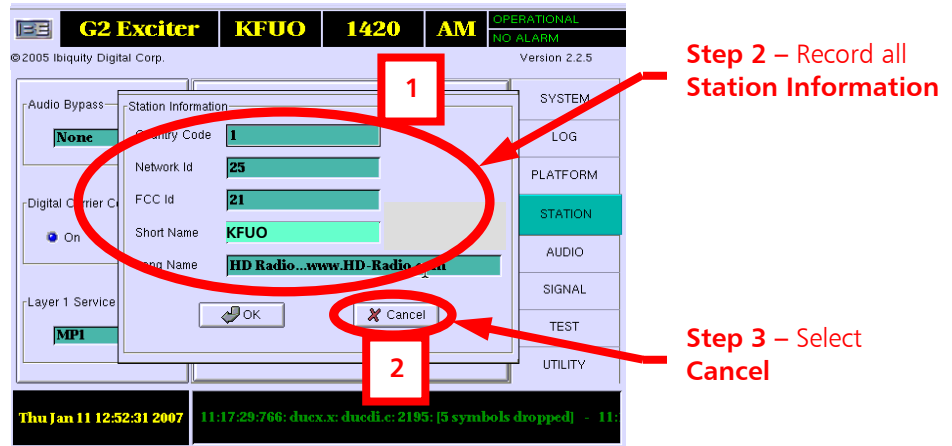 G2 Exciter KFUO 1420 AM OPERATIONAL
NO ALARM
©2005 Ibiquity Digital Corp. Version 2.2.5
1
Step 2 – Record all
Station Information
Audio Bypass
None
Station Information
Country Code 1
Network Id 25
FCC Id 21
Short Name KFUO
Long Name HD Radio...www.HD-Radio.com
OK Cancel
2
Digital Carrier
On
Layer 1 Service
MP1
SYSTEM
LOG
PLATFORM
STATION
AUDIO
SIGNAL
TEST
UTILITY
Step 3 – Select
Cancel
Thu Jan 11 12:52:31 2007 11:17:29:766: ducx.x: ducdi.c: 2195: [5 symbols dropped] - 11: